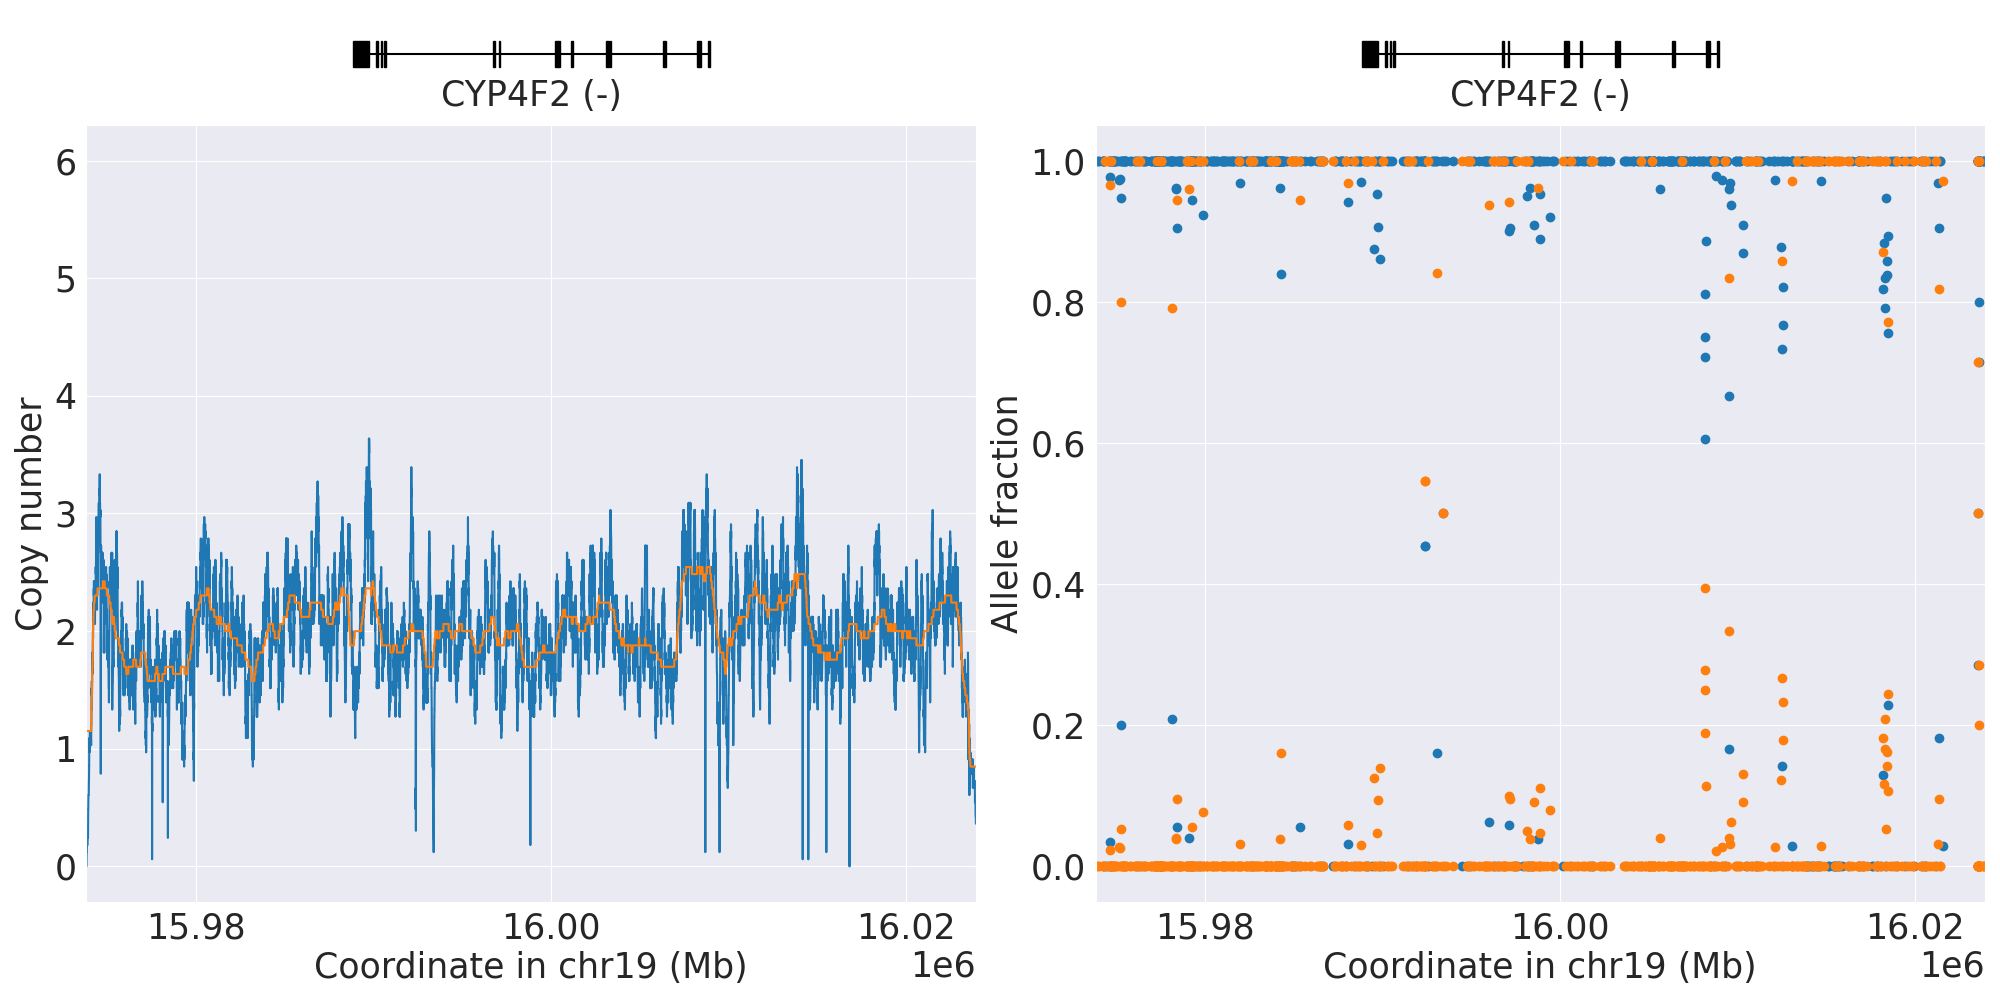 CYP4F2 (-)
6
5
4
3
2
1
0
Copy number
15.98
16.00
16.02
Coordinate in chr19 (Mb)
1e6
CYP4F2 (-)
1.0
0.8
0.6
0.4
0.2
0.0
Allele fraction
15.98
16.00
16.02
Coordinate in chr19 (Mb)
1e6